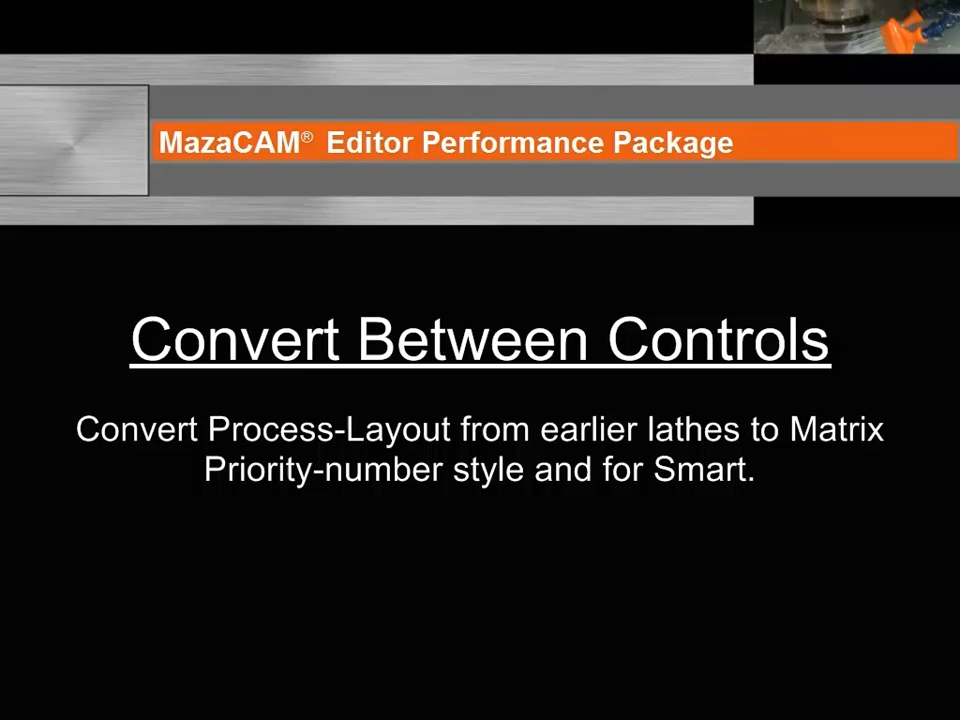 MazaCAM® Editor Performance Package
Convert Between Controls
Convert Process-Layout from earlier lathes to Matrix
Priority-number style and for Smart.